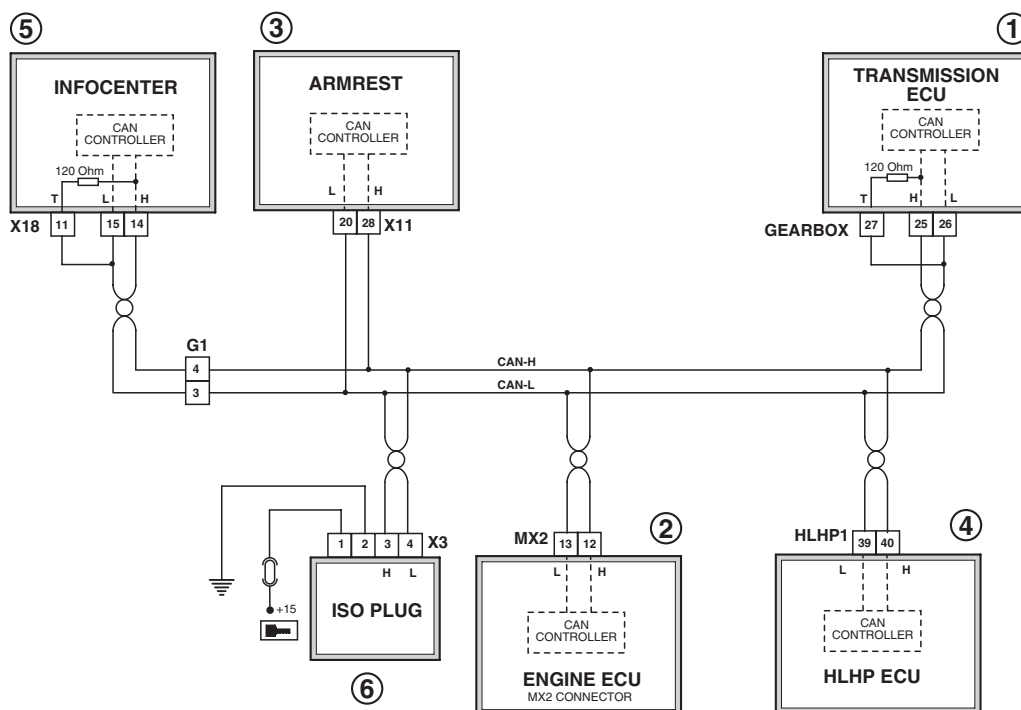 5
3
1
INFOCENTER
ARMREST
TRANSMISSION
ECU
CAN
CONTROLLER
CAN
CONTROLLER
CAN
CONTROLLER
120 Ohm
120 Ohm
T L H
L H
T H L
X18 11 15 14
20 28 X11
GEARBOX 27 25 26
G1
4
3
CAN-H
CAN-L
2
4
1 2 3 4 X3
MX2 13 12
HLHP1 39 40
H L
L H
L H
ISO PLUG
+15
CAN
CONTROLLER
CAN
CONTROLLER
ENGINE ECU
MX2 CONNECTOR
HLHP ECU
6